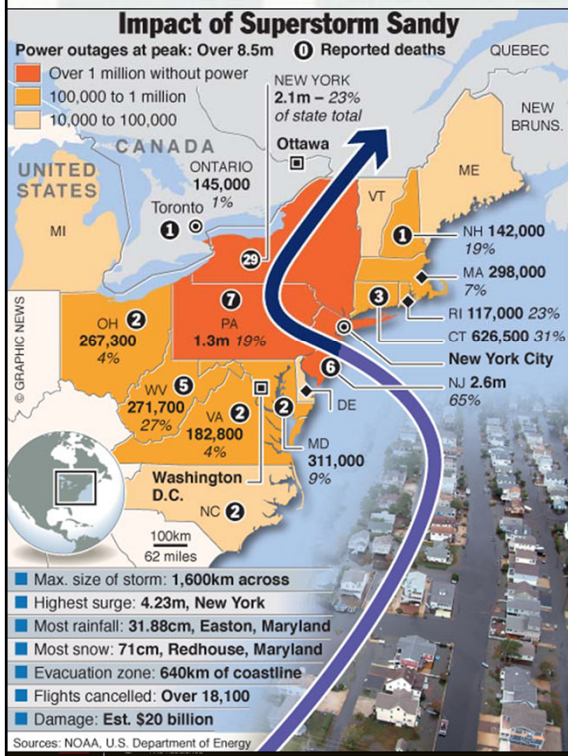 Impact of Superstorm Sandy
Power outages at peak: Over 8.5m
0 Reported deaths
Over 1 million without power
100,000 to 1 million
10,000 to 100,000
QUEBEC
NEW YORK
2.1m – 23%
of state total
NEW
BRUNS.
CANADA
Ottawa
UNITED
STATES
ONTARIO
145,000
1%
Toronto
1
MI
VT
ME
1
NH 142,000
19%
29
MA 298,000
7%
7
3
RI 117,000 23%
OH 2
267,300
4%
PA
1.3m 19%
CT 626,500 31%
New York City
6
NJ 2.6m
65%
WV 5
271,700
27%
VA 2
182,800
4%
2
DE
MD
311,000
9%
Washington
D.C.
NC 2
100km
62 miles
© GRAPHIC NEWS
Max. size of storm: 1,600km across
Highest surge: 4.23m, New York
Most rainfall: 31.88cm, Easton, Maryland
Most snow: 71cm, Redhouse, Maryland
Evacuation zone: 640km of coastline
Flights cancelled: Over 18,100
Damage: Est. $20 billion
Sources: NOAA, U.S. Department of Energy